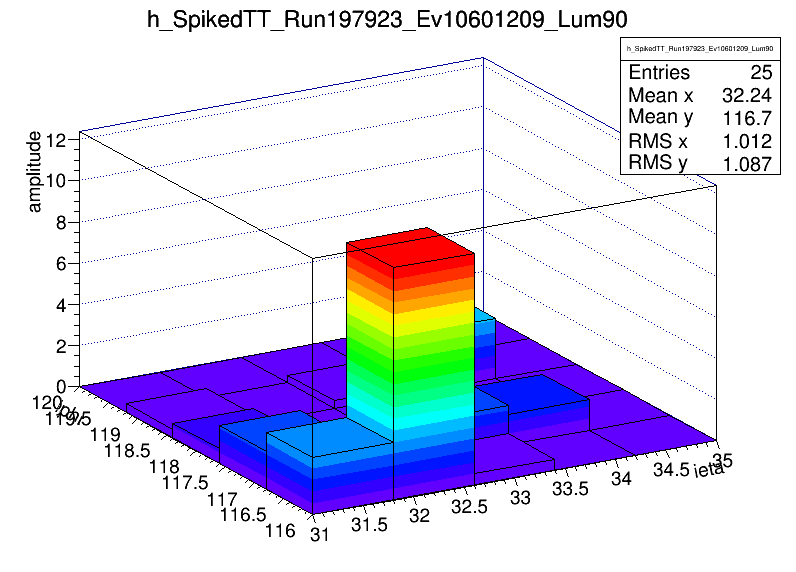 h_SpikedTT_Run197923_Ev10601209_Lum90
h_SpikedTT_Run197923_Ev10601209_Lum90
Entries 25
Mean x 32.24
Mean y 116.7
RMS x 1.012
RMS y 1.087
amplitude
12
10
8
6
4
2
0
120
119.5
119
118.5
118
117.5
117
116.5
116
31
31.5
32
32.5
33
33.5
34
34.5
35
ieta